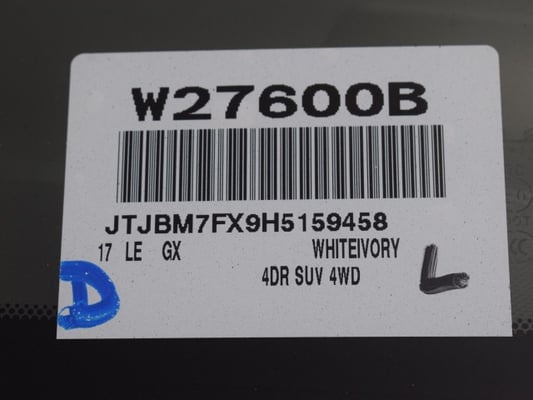 W27600B
JTJBM7FX9H5159458
17 LE GX WHITEIVORY
4DR SUV 4WD
D L